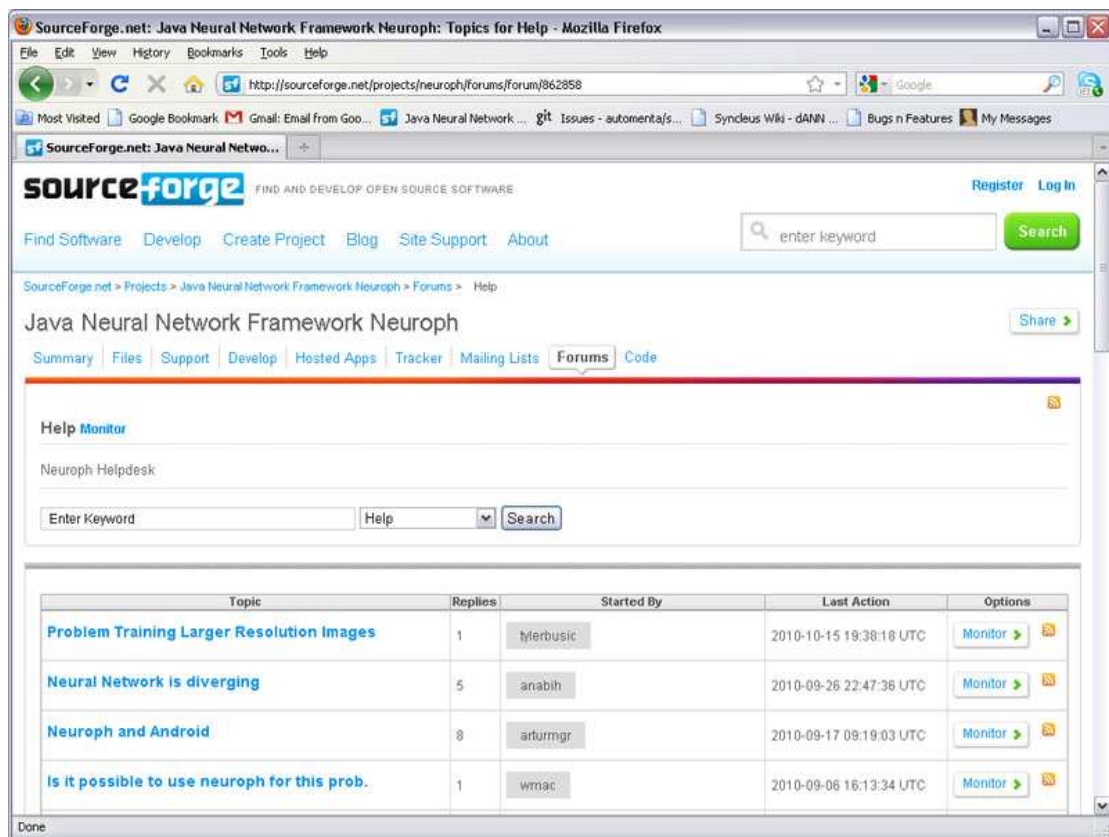 SourceForge.net: Java Neural Network Framework Neuroph: Topics for Help - Mozilla Firefox
File Edit View History Bookmarks Tools Help
http://sourceforge.net/projects/neuroph/forums/forum/862858 Google
Most Visited Google Bookmark Gmail: Email from Goo... Java Neural Network ... git Issues - automenta/s... Syncleus Wiki - dANN ... Bugs n Features My Messages
SourceForge.net: Java Neural Netwo...
sourceforge FIND AND DEVELOP OPEN SOURCE SOFTWARE Register Log In
Find Software Develop Create Project Blog Site Support About enter keyword Search
SourceForge.net > Projects > Java Neural Network Framework Neuroph > Forums > Help
Java Neural Network Framework Neuroph Share
Summary Files Support Develop Hosted Apps Tracker Mailing Lists Forums Code
Help Monitor
Neuroph Helpdesk
Enter Keyword Help Search
Topic Replies Started By Last Action Options
Problem Training Larger Resolution Images 1 tylerbusic 2010-10-15 19:38:18 UTC Monitor
Neural Network is diverging 5 anabih 2010-09-26 22:47:36 UTC Monitor
Neuroph and Android 8 arturmgr 2010-09-17 09:19:03 UTC Monitor
Is it possible to use neuroph for this prob. 1 wmac 2010-09-06 16:13:34 UTC Monitor
Done